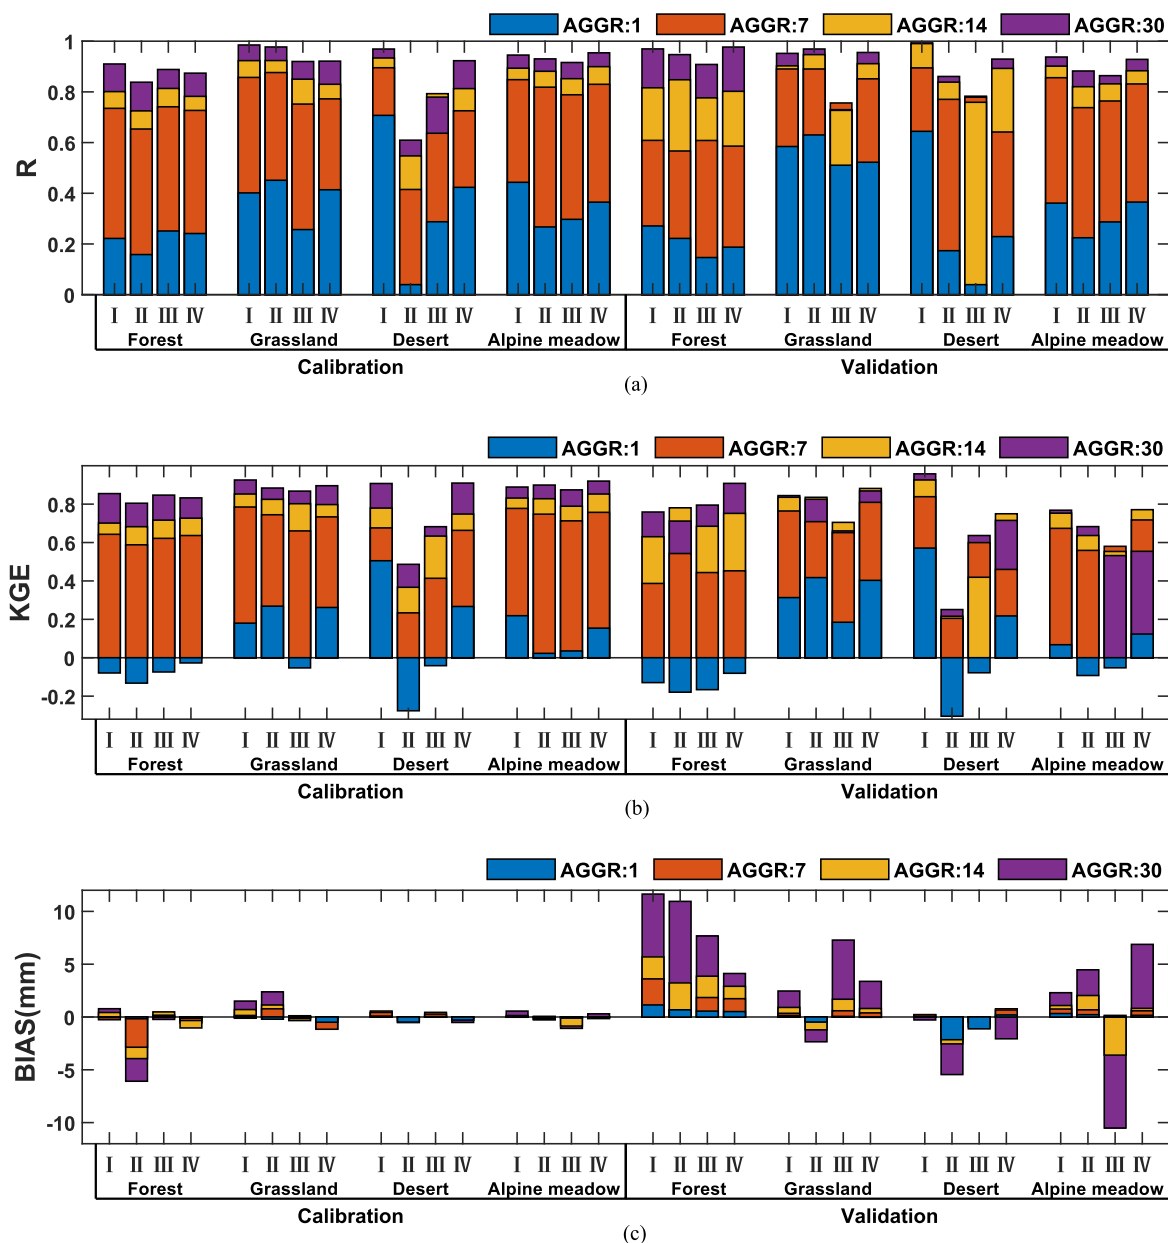 AGGR:1 AGGR:7 AGGR:14 AGGR:30
1
0.8
0.6
0.4
0.2
0
R
I II III IV I II III IV I II III IV I II III IV I II III IV I II III IV I II III IV I II III IV
Forest Grassland Desert Alpine meadow Forest Grassland Desert Alpine meadow
Calibration Validation
(a)
AGGR:1 AGGR:7 AGGR:14 AGGR:30
0.8
0.6
0.4
0.2
0
-0.2
KGE
I II III IV I II III IV I II III IV I II III IV I II III IV I II III IV I II III IV I II III IV
Forest Grassland Desert Alpine meadow Forest Grassland Desert Alpine meadow
Calibration Validation
(b)
AGGR:1 AGGR:7 AGGR:14 AGGR:30
10
5
0
-5
-10
BIAS(mm)
I II III IV I II III IV I II III IV I II III IV I II III IV I II III IV I II III IV I II III IV
Forest Grassland Desert Alpine meadow Forest Grassland Desert Alpine meadow
Calibration Validation
(c)